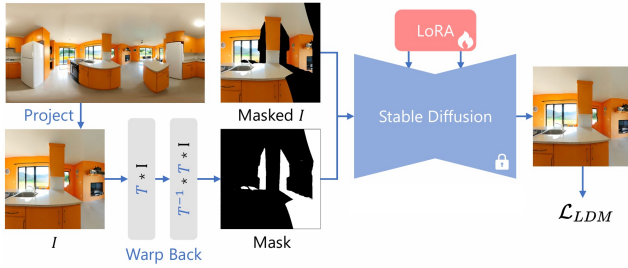 LoRA
Project
Masked I
Stable Diffusion
T * I
T⁻¹ * T * I
I
Warp Back
Mask
ℒ_LDM